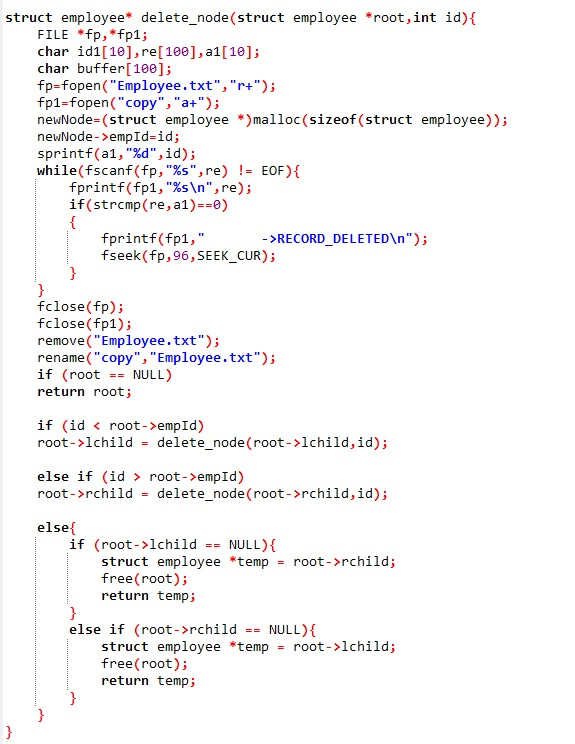 struct employee* delete_node(struct employee *root,int id){
    FILE *fp,*fp1;
    char id1[10],re[100],a1[10];
    char buffer[100];
    fp=fopen("Employee.txt","r+");
    fp1=fopen("copy","a+");
    newNode=(struct employee *)malloc(sizeof(struct employee));
    newNode->empId=id;
    sprintf(a1,"%d",id);
    while(fscanf(fp,"%s",re) != EOF){
        fprintf(fp1,"%s\n",re);
        if(strcmp(re,a1)==0)
        {
            fprintf(fp1,"       ->RECORD_DELETED\n");
            fseek(fp,96,SEEK_CUR);
        }
    }
    fclose(fp);
    fclose(fp1);
    remove("Employee.txt");
    rename("copy","Employee.txt");
    if (root == NULL)
    return root;

    if (id < root->empId)
    root->lchild = delete_node(root->lchild,id);

    else if (id > root->empId)
    root->rchild = delete_node(root->rchild,id);

    else{
        if (root->lchild == NULL){
            struct employee *temp = root->rchild;
            free(root);
            return temp;
        }
        else if (root->rchild == NULL){
            struct employee *temp = root->lchild;
            free(root);
            return temp;
        }
    }
}